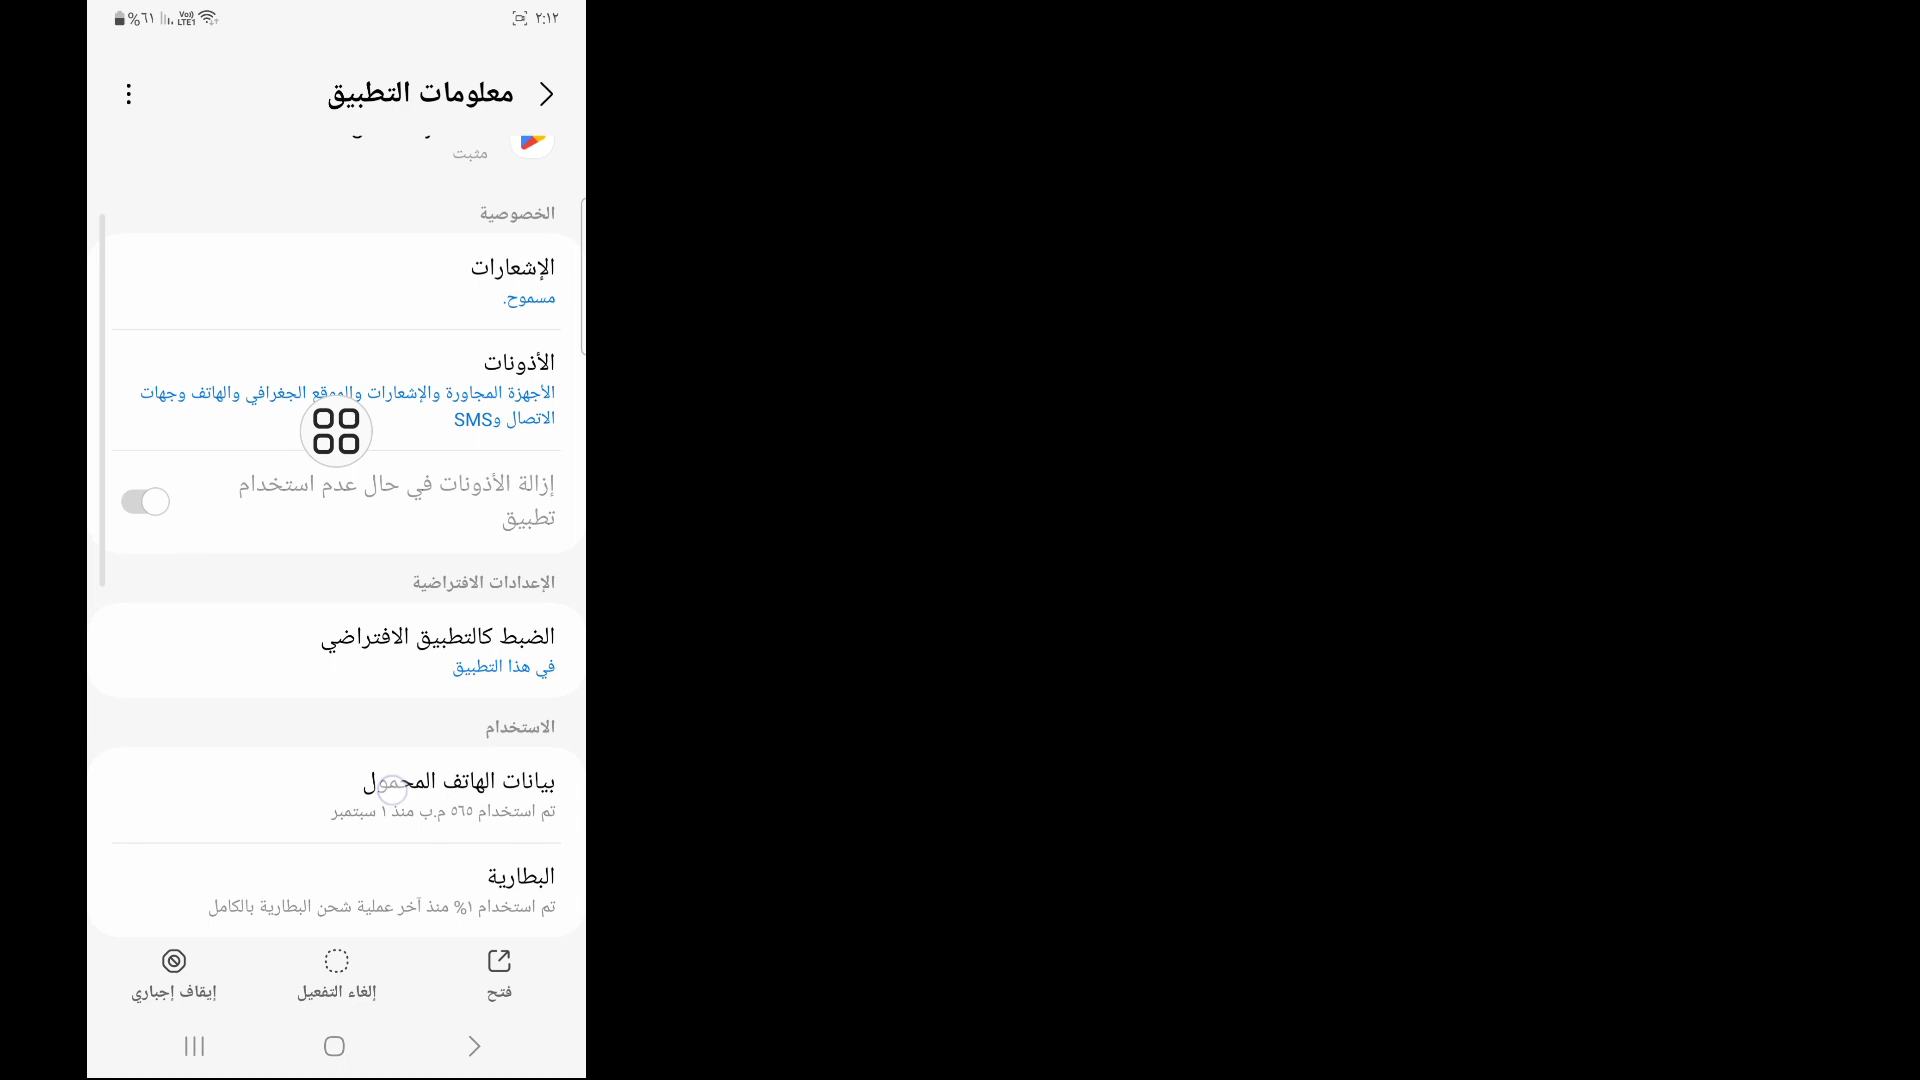 ٢:١٢
%٦١
Vo))
LTE1
معلومات التطبيق
مثبت
الخصوصية
الإشعارات
مسموح.
الأذونات
الأجهزة المجاورة والإشعارات والموقع الجغرافي والهاتف وجهات
الاتصال وSMS
إزالة الأذونات في حال عدم استخدام
تطبيق
الإعدادات الافتراضية
الضبط كالتطبيق الافتراضي
في هذا التطبيق
الاستخدام
بيانات الهاتف المحمول
تم استخدام ٥٦٥ م.ب منذ ١ سبتمبر
البطارية
تم استخدام ١% منذ آخر عملية شحن البطارية بالكامل
فتح
إلغاء التفعيل
إيقاف إجباري